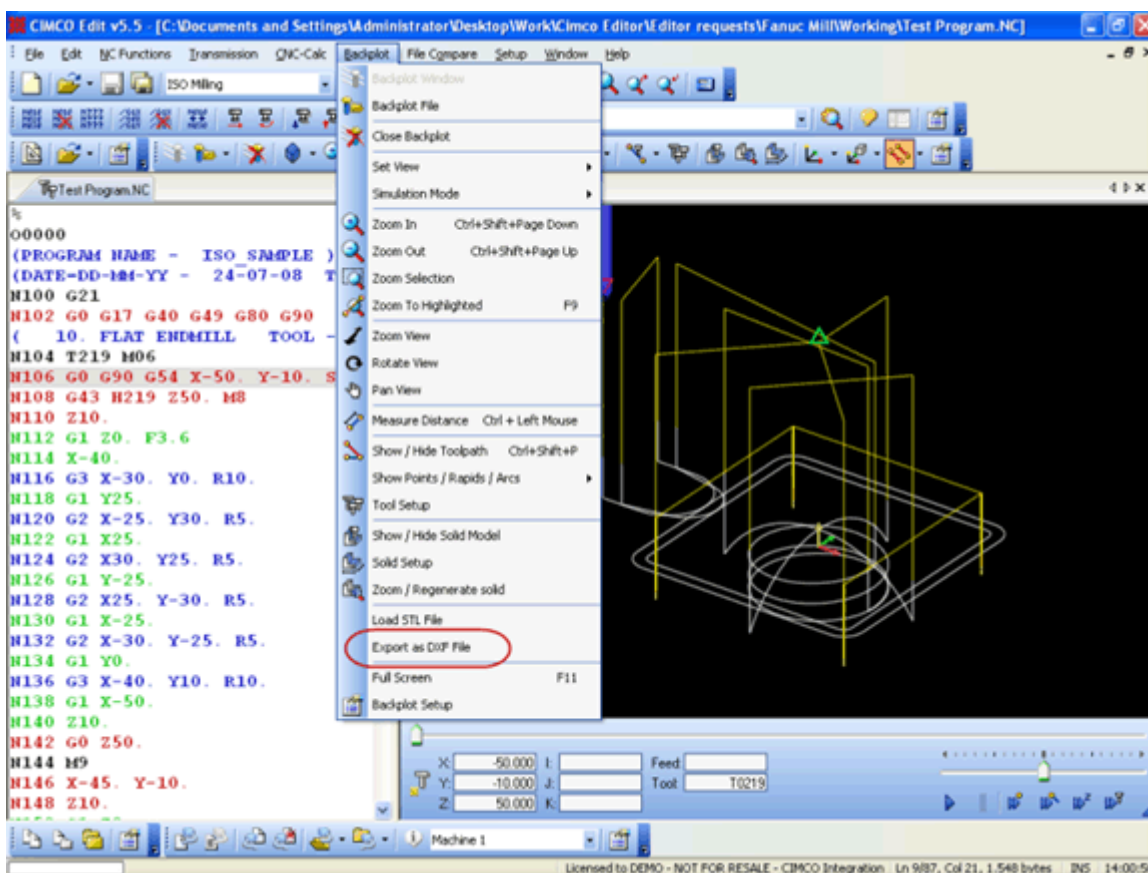 CIMCO Edit v5.5 - [C:\Documents and Settings\Administrator\Desktop\Work\Cimco Editor\Editor requests\Fanuc Mill\Working\Test Program.NC]
File Edit NC Functions Transmission CNC-Calc Backplot File Compare Setup Window Help
ISO Milling
Test Program.NC
%
O0000
(PROGRAM NAME - ISO_SAMPLE )
(DATE=DD-MM-YY - 24-07-08 T
N100 G21
N102 G0 G17 G40 G49 G80 G90
( 10. FLAT ENDMILL TOOL -
N104 T219 M06
N106 G0 G90 G54 X-50. Y-10. S
N108 G43 H219 Z50. M8
N110 Z10.
N112 G1 Z0. F3.6
N114 X-40.
N116 G3 X-30. Y0. R10.
N118 G1 Y25.
N120 G2 X-25. Y30. R5.
N122 G1 X25.
N124 G2 X30. Y25. R5.
N126 G1 Y-25.
N128 G2 X25. Y-30. R5.
N130 G1 X-25.
N132 G2 X-30. Y-25. R5.
N134 G1 Y0.
N136 G3 X-40. Y10. R10.
N138 G1 X-50.
N140 Z10.
N142 G0 Z50.
N144 M9
N146 X-45. Y-10.
N148 Z10.
Backplot Window
Backplot File
Close Backplot
Set View
Simulation Mode
Zoom In Ctrl+Shift+Page Down
Zoom Out Ctrl+Shift+Page Up
Zoom Selection
Zoom To Highlighted F9
Zoom View
Rotate View
Pan View
Measure Distance Ctrl + Left Mouse
Show / Hide Toolpath Ctrl+Shift+P
Show Points / Rapids / Arcs
Tool Setup
Show / Hide Solid Model
Solid Setup
Zoom / Regenerate solid
Load STL File
Export as DXF File
Full Screen F11
Backplot Setup
X: -50.000 I: Feed:
Y: -10.000 J: Tool: T0219
Z: 50.000 K:
Machine 1
Licensed to DEMO - NOT FOR RESALE - CIMCO Integration Ln 9/87, Col 21, 1.548 bytes INS 14:00:5